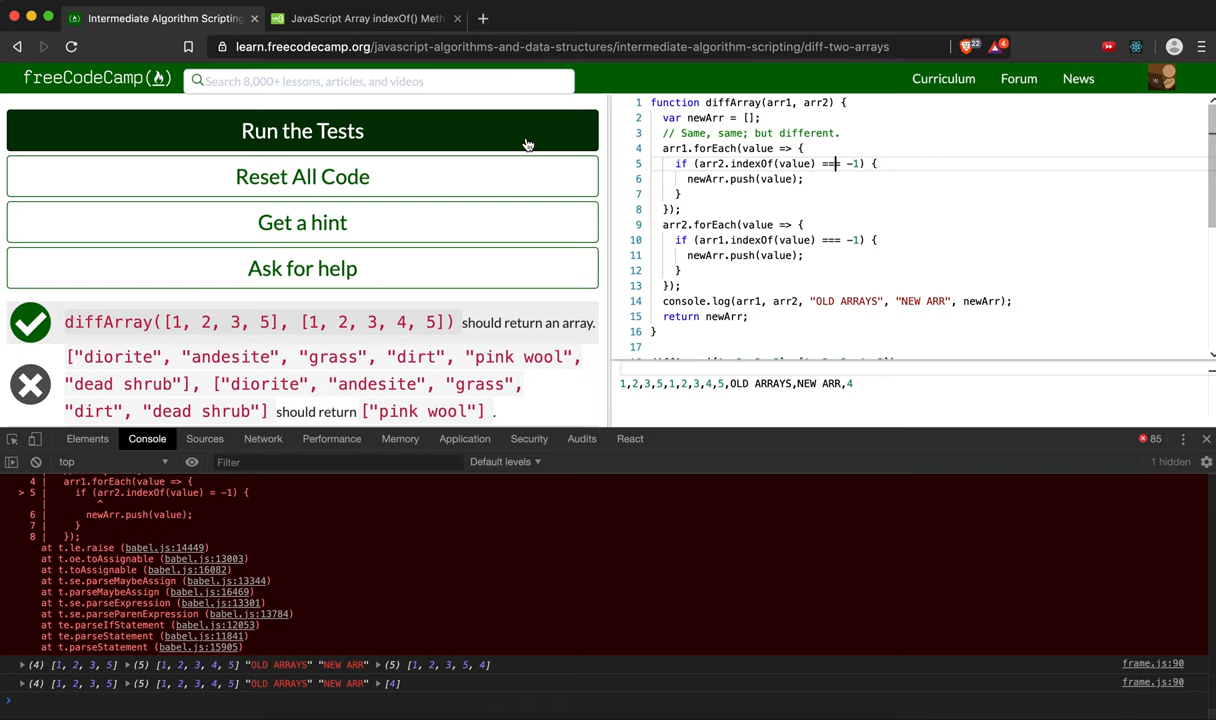 Intermediate Algorithm Scripting
JavaScript Array indexOf() Meth
learn.freecodecamp.org/javascript-algorithms-and-data-structures/intermediate-algorithm-scripting/diff-two-arrays
22
4
freeCodeCamp
Search 8,000+ lessons, articles, and videos
Curriculum
Forum
News
Run the Tests
Reset All Code
Get a hint
Ask for help
diffArray([1, 2, 3, 5], [1, 2, 3, 4, 5]) should return an array.
["diorite", "andesite", "grass", "dirt", "pink wool",
"dead shrub"], ["diorite", "andesite", "grass",
"dirt", "dead shrub"] should return ["pink wool"] .
1 function diffArray(arr1, arr2) {
2 var newArr = [];
3 // Same, same; but different.
4 arr1.forEach(value => {
5 if (arr2.indexOf(value) === -1) {
6 newArr.push(value);
7 }
8 });
9 arr2.forEach(value => {
10 if (arr1.indexOf(value) === -1) {
11 newArr.push(value);
12 }
13 });
14 console.log(arr1, arr2, "OLD ARRAYS", "NEW ARR", newArr);
15 return newArr;
16 }
17
1,2,3,5,1,2,3,4,5,OLD ARRAYS,NEW ARR,4
Elements
Console
Sources
Network
Performance
Memory
Application
Security
Audits
React
85
top
Filter
Default levels
1 hidden
4 | arr1.forEach(value => {
> 5 | if (arr2.indexOf(value) = -1) {
| ^
6 | newArr.push(value);
7 | }
8 | });
at t.le.raise (babel.js:14449)
at t.oe.toAssignable (babel.js:13003)
at t.toAssignable (babel.js:16082)
at t.se.parseMaybeAssign (babel.js:13344)
at t.parseMaybeAssign (babel.js:16469)
at t.se.parseExpression (babel.js:13301)
at t.se.parseParenExpression (babel.js:13784)
at te.parseIfStatement (babel.js:12053)
at te.parseStatement (babel.js:11841)
at t.parseStatement (babel.js:15905)
(4) [1, 2, 3, 5] (5) [1, 2, 3, 4, 5] "OLD ARRAYS" "NEW ARR" (5) [1, 2, 3, 5, 4] frame.js:90
(4) [1, 2, 3, 5] (5) [1, 2, 3, 4, 5] "OLD ARRAYS" "NEW ARR" [4] frame.js:90